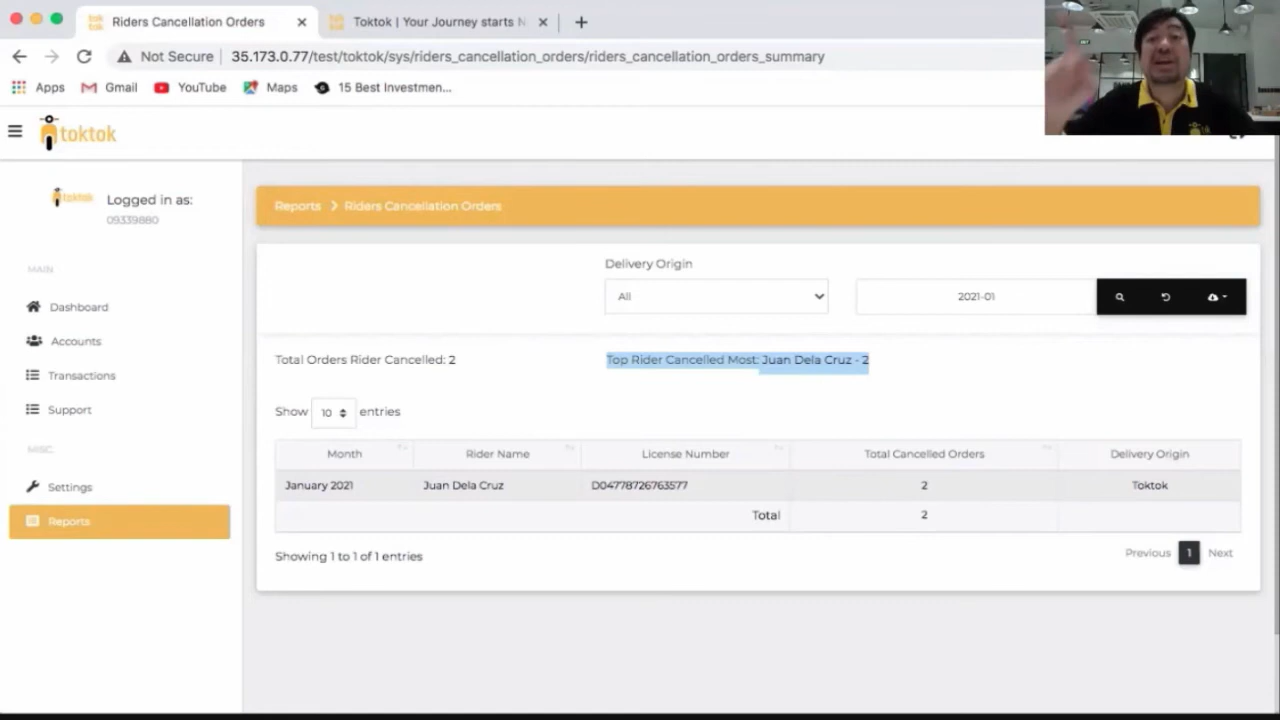 Riders Cancellation Orders
Toktok | Your Journey starts N
Not Secure
35.173.0.77/test/toktok/sys/riders_cancellation_orders/riders_cancellation_orders_summary
Apps
Gmail
YouTube
Maps
15 Best Investmen...
toktok
toktok
Logged in as:
09339880
MAIN
Dashboard
Accounts
Transactions
Support
MISC
Settings
Reports
Reports > Riders Cancellation Orders
Delivery Origin
All
2021-01
Total Orders Rider Cancelled: 2
Top Rider Cancelled Most: Juan Dela Cruz - 2
Show 10 entries
Month Rider Name License Number Total Cancelled Orders Delivery Origin
January 2021 Juan Dela Cruz D04778726763577 2 Toktok
Total 2
Showing 1 to 1 of 1 entries
Previous 1 Next